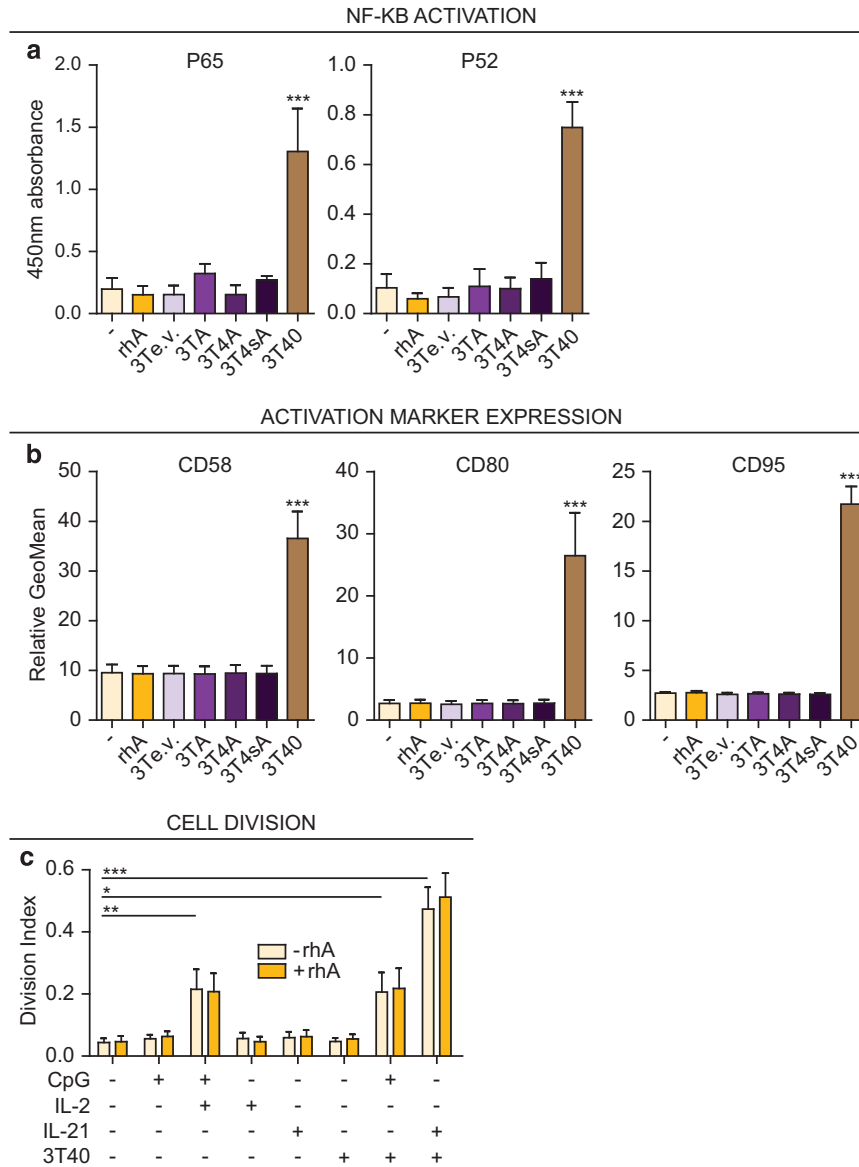 NF-KB ACTIVATION
a
P65
P52
450nm absorbance
2.0
1.5
1.0
0.5
0.0
***
- rhA 3Te.v. 3TA 3T4A 3T4sA 3T40
1.0
0.8
0.6
0.4
0.2
0.0
***
- rhA 3Te.v. 3TA 3T4A 3T4sA 3T40
ACTIVATION MARKER EXPRESSION
b
CD58
CD80
CD95
Relative GeoMean
50
40
30
20
10
0
***
- rhA 3Te.v. 3TA 3T4A 3T4sA 3T40
40
30
20
10
0
***
- rhA 3Te.v. 3TA 3T4A 3T4sA 3T40
25
20
15
10
5
0
***
- rhA 3Te.v. 3TA 3T4A 3T4sA 3T40
CELL DIVISION
c
Division Index
0.6
0.4
0.2
0.0
***
*
**
-rhA
+rhA
CpG - + + - - - + -
IL-2 - - + + - - - -
IL-21 - - - - + - - +
3T40 - - - - - + + +